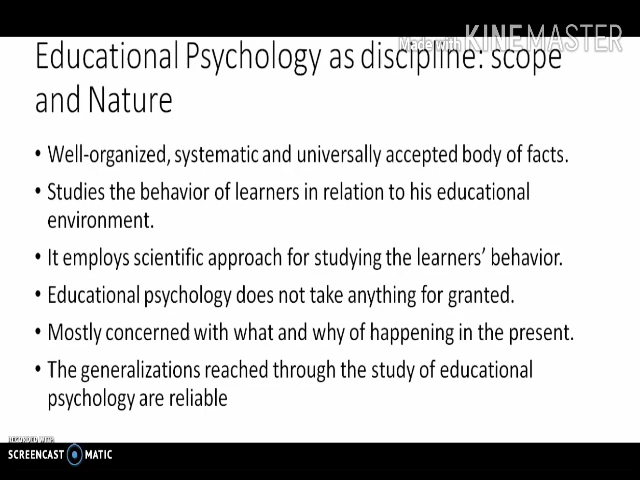 Made with KINEMASTER
Educational Psychology as discipline: scope
and Nature
• Well-organized, systematic and universally accepted body of facts.
• Studies the behavior of learners in relation to his educational
environment.
• It employs scientific approach for studying the learners’ behavior.
• Educational psychology does not take anything for granted.
• Mostly concerned with what and why of happening in the present.
• The generalizations reached through the study of educational
psychology are reliable
RECORDED WITH
SCREENCAST MATIC